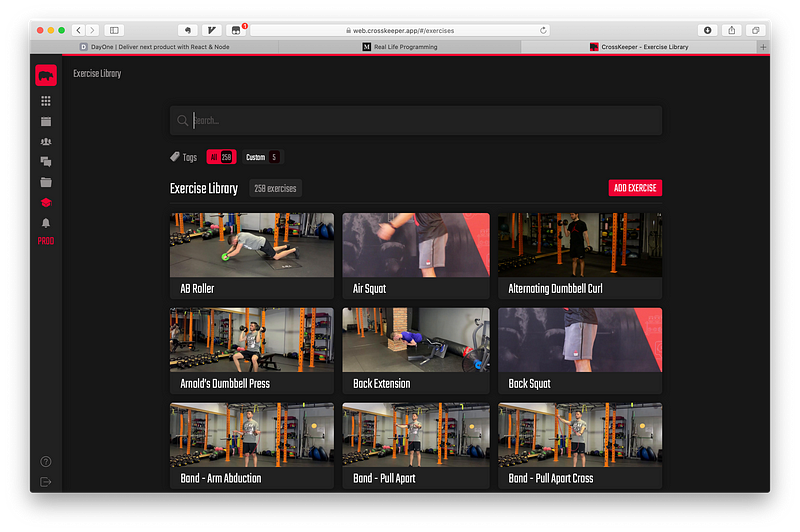 1
web.crosskeeper.app/#/exercises
D DayOne | Deliver next product with React & Node
M Real Life Programming
CrossKeeper - Exercise Library
Exercise Library
Search...
Tags All 258 Custom 5
Exercise Library 258 exercises ADD EXERCISE
PROD
AB Roller
Air Squat
Alternating Dumbbell Curl
Arnold's Dumbbell Press
Back Extension
Back Squat
Band - Arm Abduction
Band - Pull Apart
Band - Pull Apart Cross